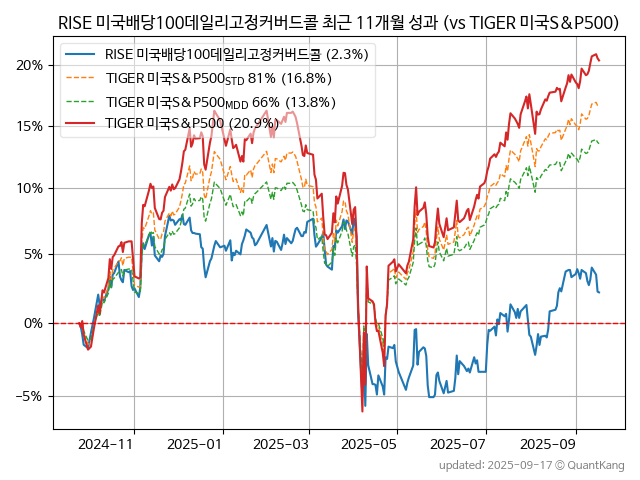 RISE 미국배당100데일리고정커버드콜 최근 11개월 성과 (vs TIGER 미국S&P500)
RISE 미국배당100데일리고정커버드콜 (2.3%)
TIGER 미국S&P500STD 81% (16.8%)
TIGER 미국S&P500MDD 66% (13.8%)
TIGER 미국S&P500 (20.9%)
20%
15%
10%
5%
0%
−5%
2024-11 2025-01 2025-03 2025-05 2025-07 2025-09
updated: 2025-09-17 © QuantKang